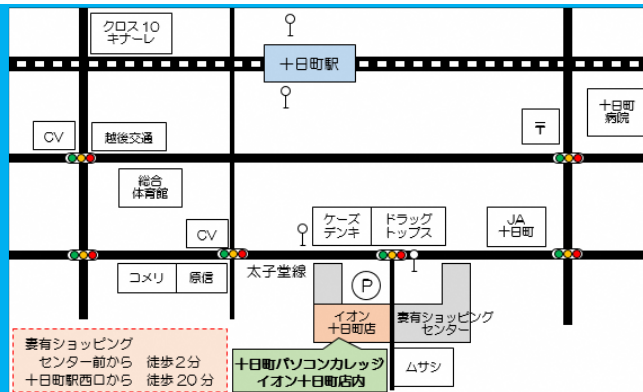 クロス10
キナーレ
十日町駅
十日町
病院
CV
越後交通
〒
総合
体育館
CV
ケーズ
デンキ
ドラッグ
トップス
JA
十日町
コメリ
原信
太子堂線
P
イオン
十日町店
妻有ショッピング
センター
妻有ショッピング
センター前から 徒歩2分
十日町駅西口から 徒歩20分
十日町パソコンカレッジ
イオン十日町店内
ムサシ